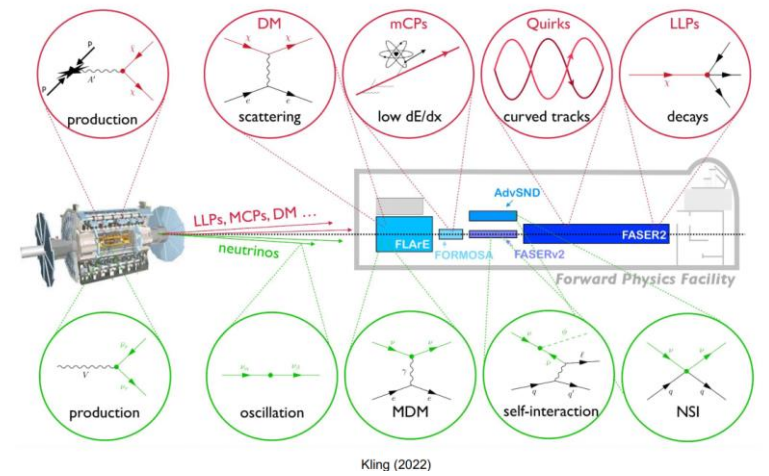 DM
mCPs
Quirks
LLPs
p
p
A'
χ
χ̄
production
χ
χ
e
e
scattering
low dE/dx
curved tracks
χ
decays
LLPs, MCPs, DM ...
neutrinos
AdvSND
FLArE
FORMOSA
FASERν2
FASER2
Forward Physics Facility
V
production
oscillation
ν
ν
γ
e
e
MDM
ν
ℓ
q
q'
self-interaction
ν
ν
q
q
NSI
Kling (2022)